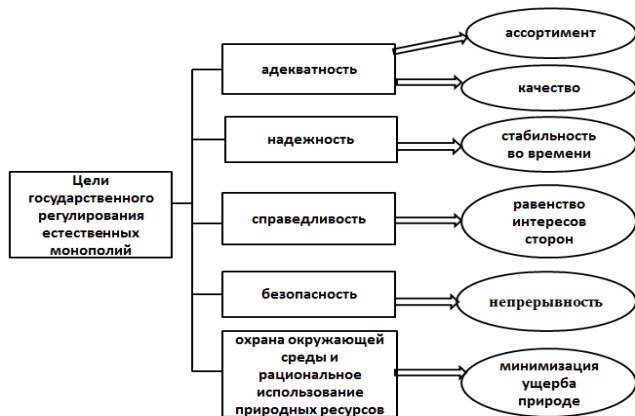 Цели
государственного
регулирования
естественных
монополий
адекватность
ассортимент
качество
надежность
стабильность
во времени
справедливость
равенство
интересов
сторон
безопасность
непрерывность
охрана окружающей
среды и
рациональное
использование
природных ресурсов
минимизация
ущерба
природе